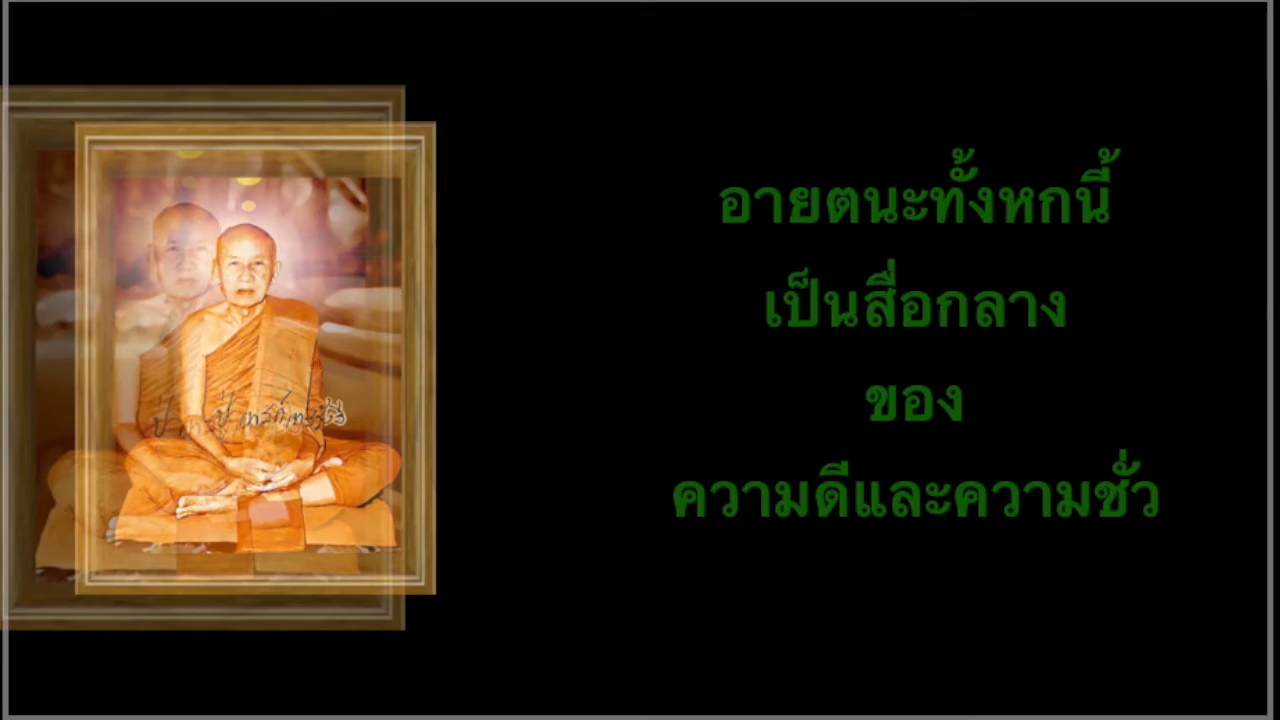 อายตนะทั้งหกนี้
เป็นสื่อกลาง
ของ
ความดีและความชั่ว